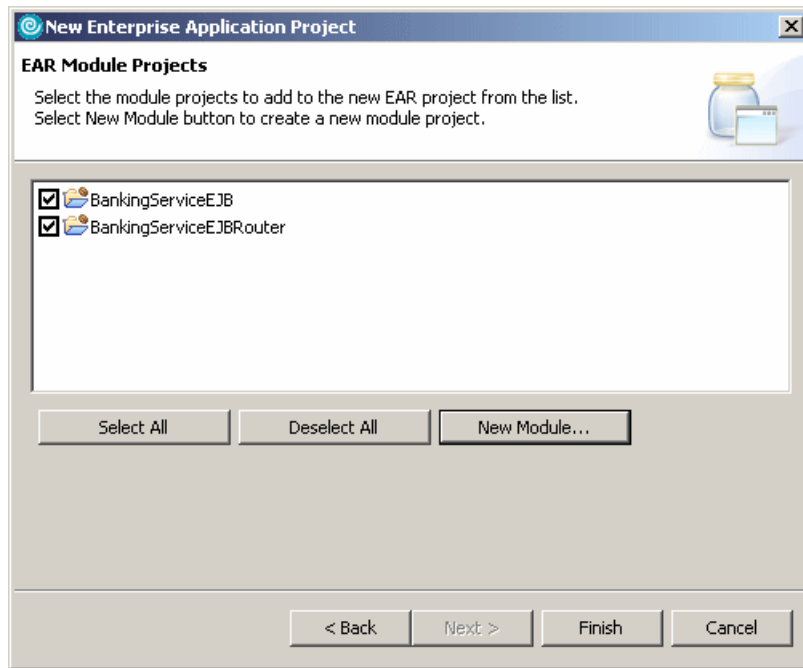 New Enterprise Application Project
EAR Module Projects
Select the module projects to add to the new EAR project from the list.
Select New Module button to create a new module project.
BankingServiceEJB
BankingServiceEJBRouter
Select All
Deselect All
New Module...
< Back
Next >
Finish
Cancel